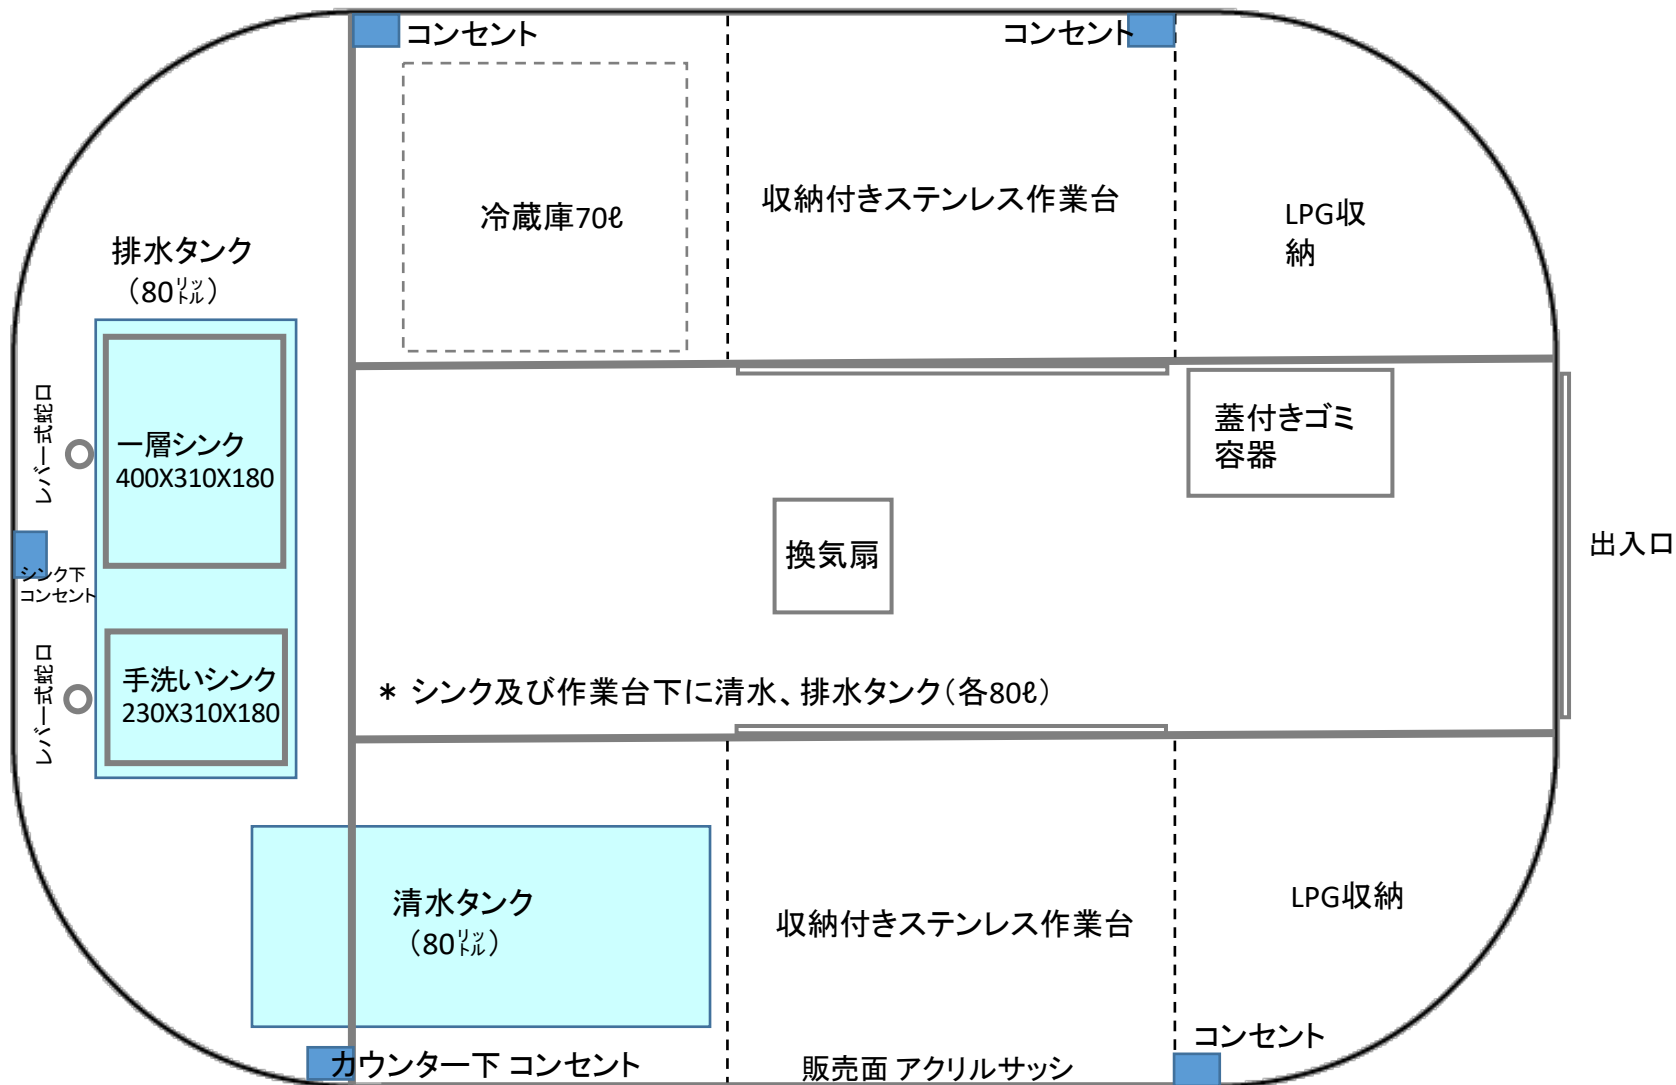 コンセント
コンセント
冷蔵庫70ℓ
収納付きステンレス作業台
LPG収
納
排水タンク
（80㍑）
レバー式蛇口
一層シンク
400X310X180
蓋付きゴミ
容器
換気扇
出入口
シンク下
コンセント
レバー式蛇口
手洗いシンク
230X310X180
＊ シンク及び作業台下に清水、排水タンク（各80ℓ）
清水タンク
（80㍑）
収納付きステンレス作業台
LPG収納
コンセント
カウンター下 コンセント
販売面 アクリルサッシ